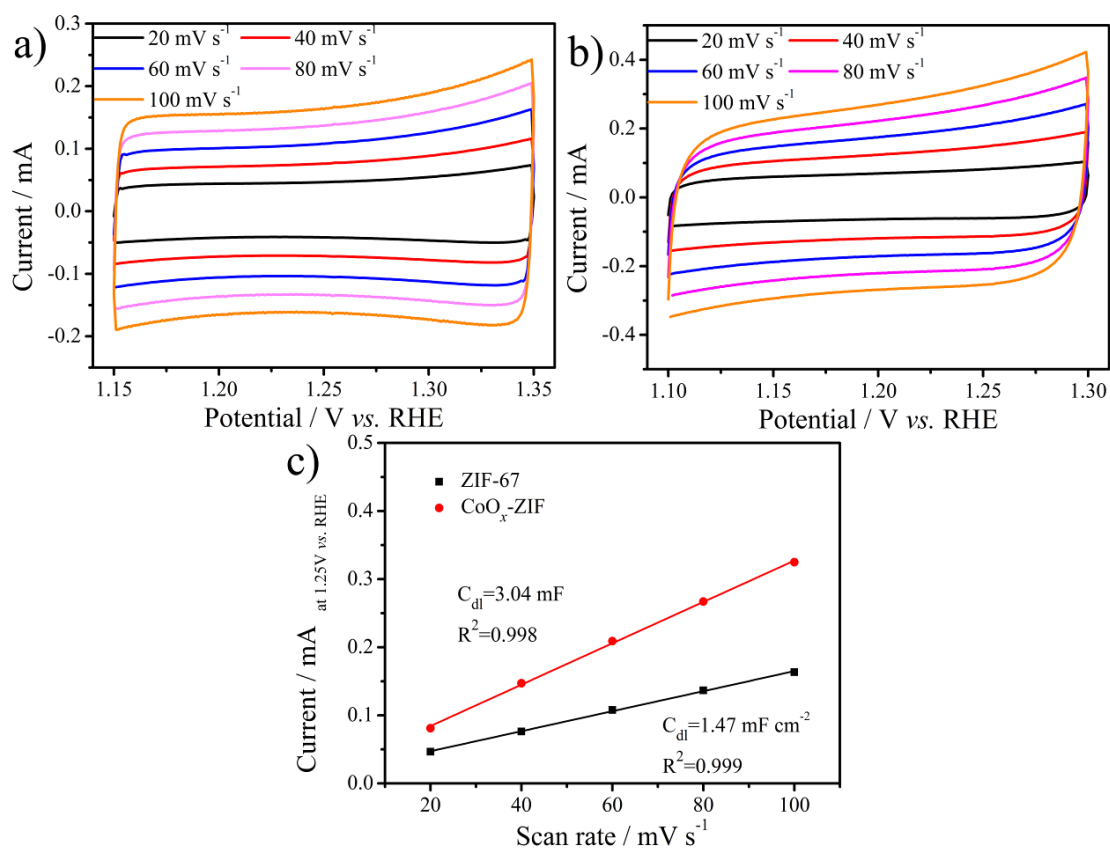 a)
20 mV s⁻¹ 40 mV s⁻¹
60 mV s⁻¹ 80 mV s⁻¹
100 mV s⁻¹
0.3
0.2
0.1
0.0
-0.1
-0.2
Current / mA
1.15 1.20 1.25 1.30 1.35
Potential / V vs. RHE
b)
20 mV s⁻¹ 40 mV s⁻¹
60 mV s⁻¹ 80 mV s⁻¹
100 mV s⁻¹
0.4
0.2
0.0
-0.2
-0.4
Current / mA
1.10 1.15 1.20 1.25 1.30
Potential / V vs. RHE
c)
ZIF-67
CoOₓ-ZIF
C_dl=3.04 mF
R²=0.998
C_dl=1.47 mF cm⁻²
R²=0.999
0.5
0.4
0.3
0.2
0.1
0.0
Current / mA at 1.25V vs. RHE
20 40 60 80 100
Scan rate / mV s⁻¹